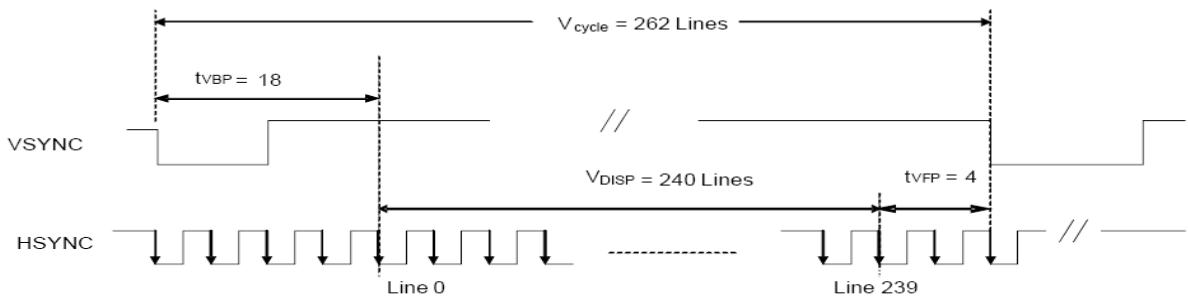 Vcycle = 262 Lines
tVBP = 18
VSYNC
VDISP = 240 Lines
tVFP = 4
HSYNC
Line 0
Line 239